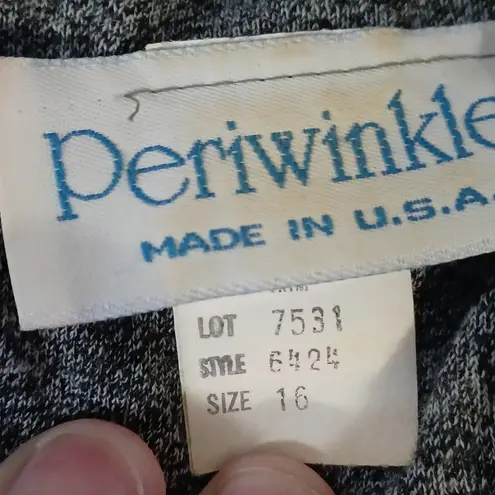 Periwinkle
MADE IN U.S.A.
LOT 7531
STYLE 6424
SIZE 16